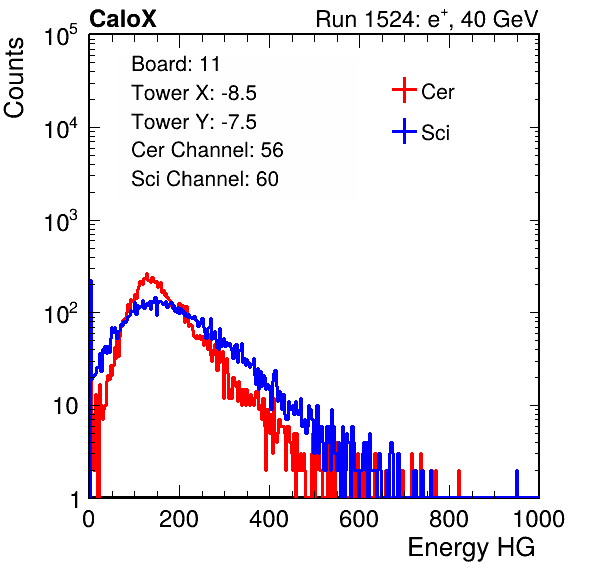 CaloX Run 1524: e⁺, 40 GeV
Counts
Board: 11
Tower X: -8.5
Tower Y: -7.5
Cer Channel: 56
Sci Channel: 60
Cer
Sci
10⁵
10⁴
10³
10²
10
1
0 200 400 600 800 1000
Energy HG